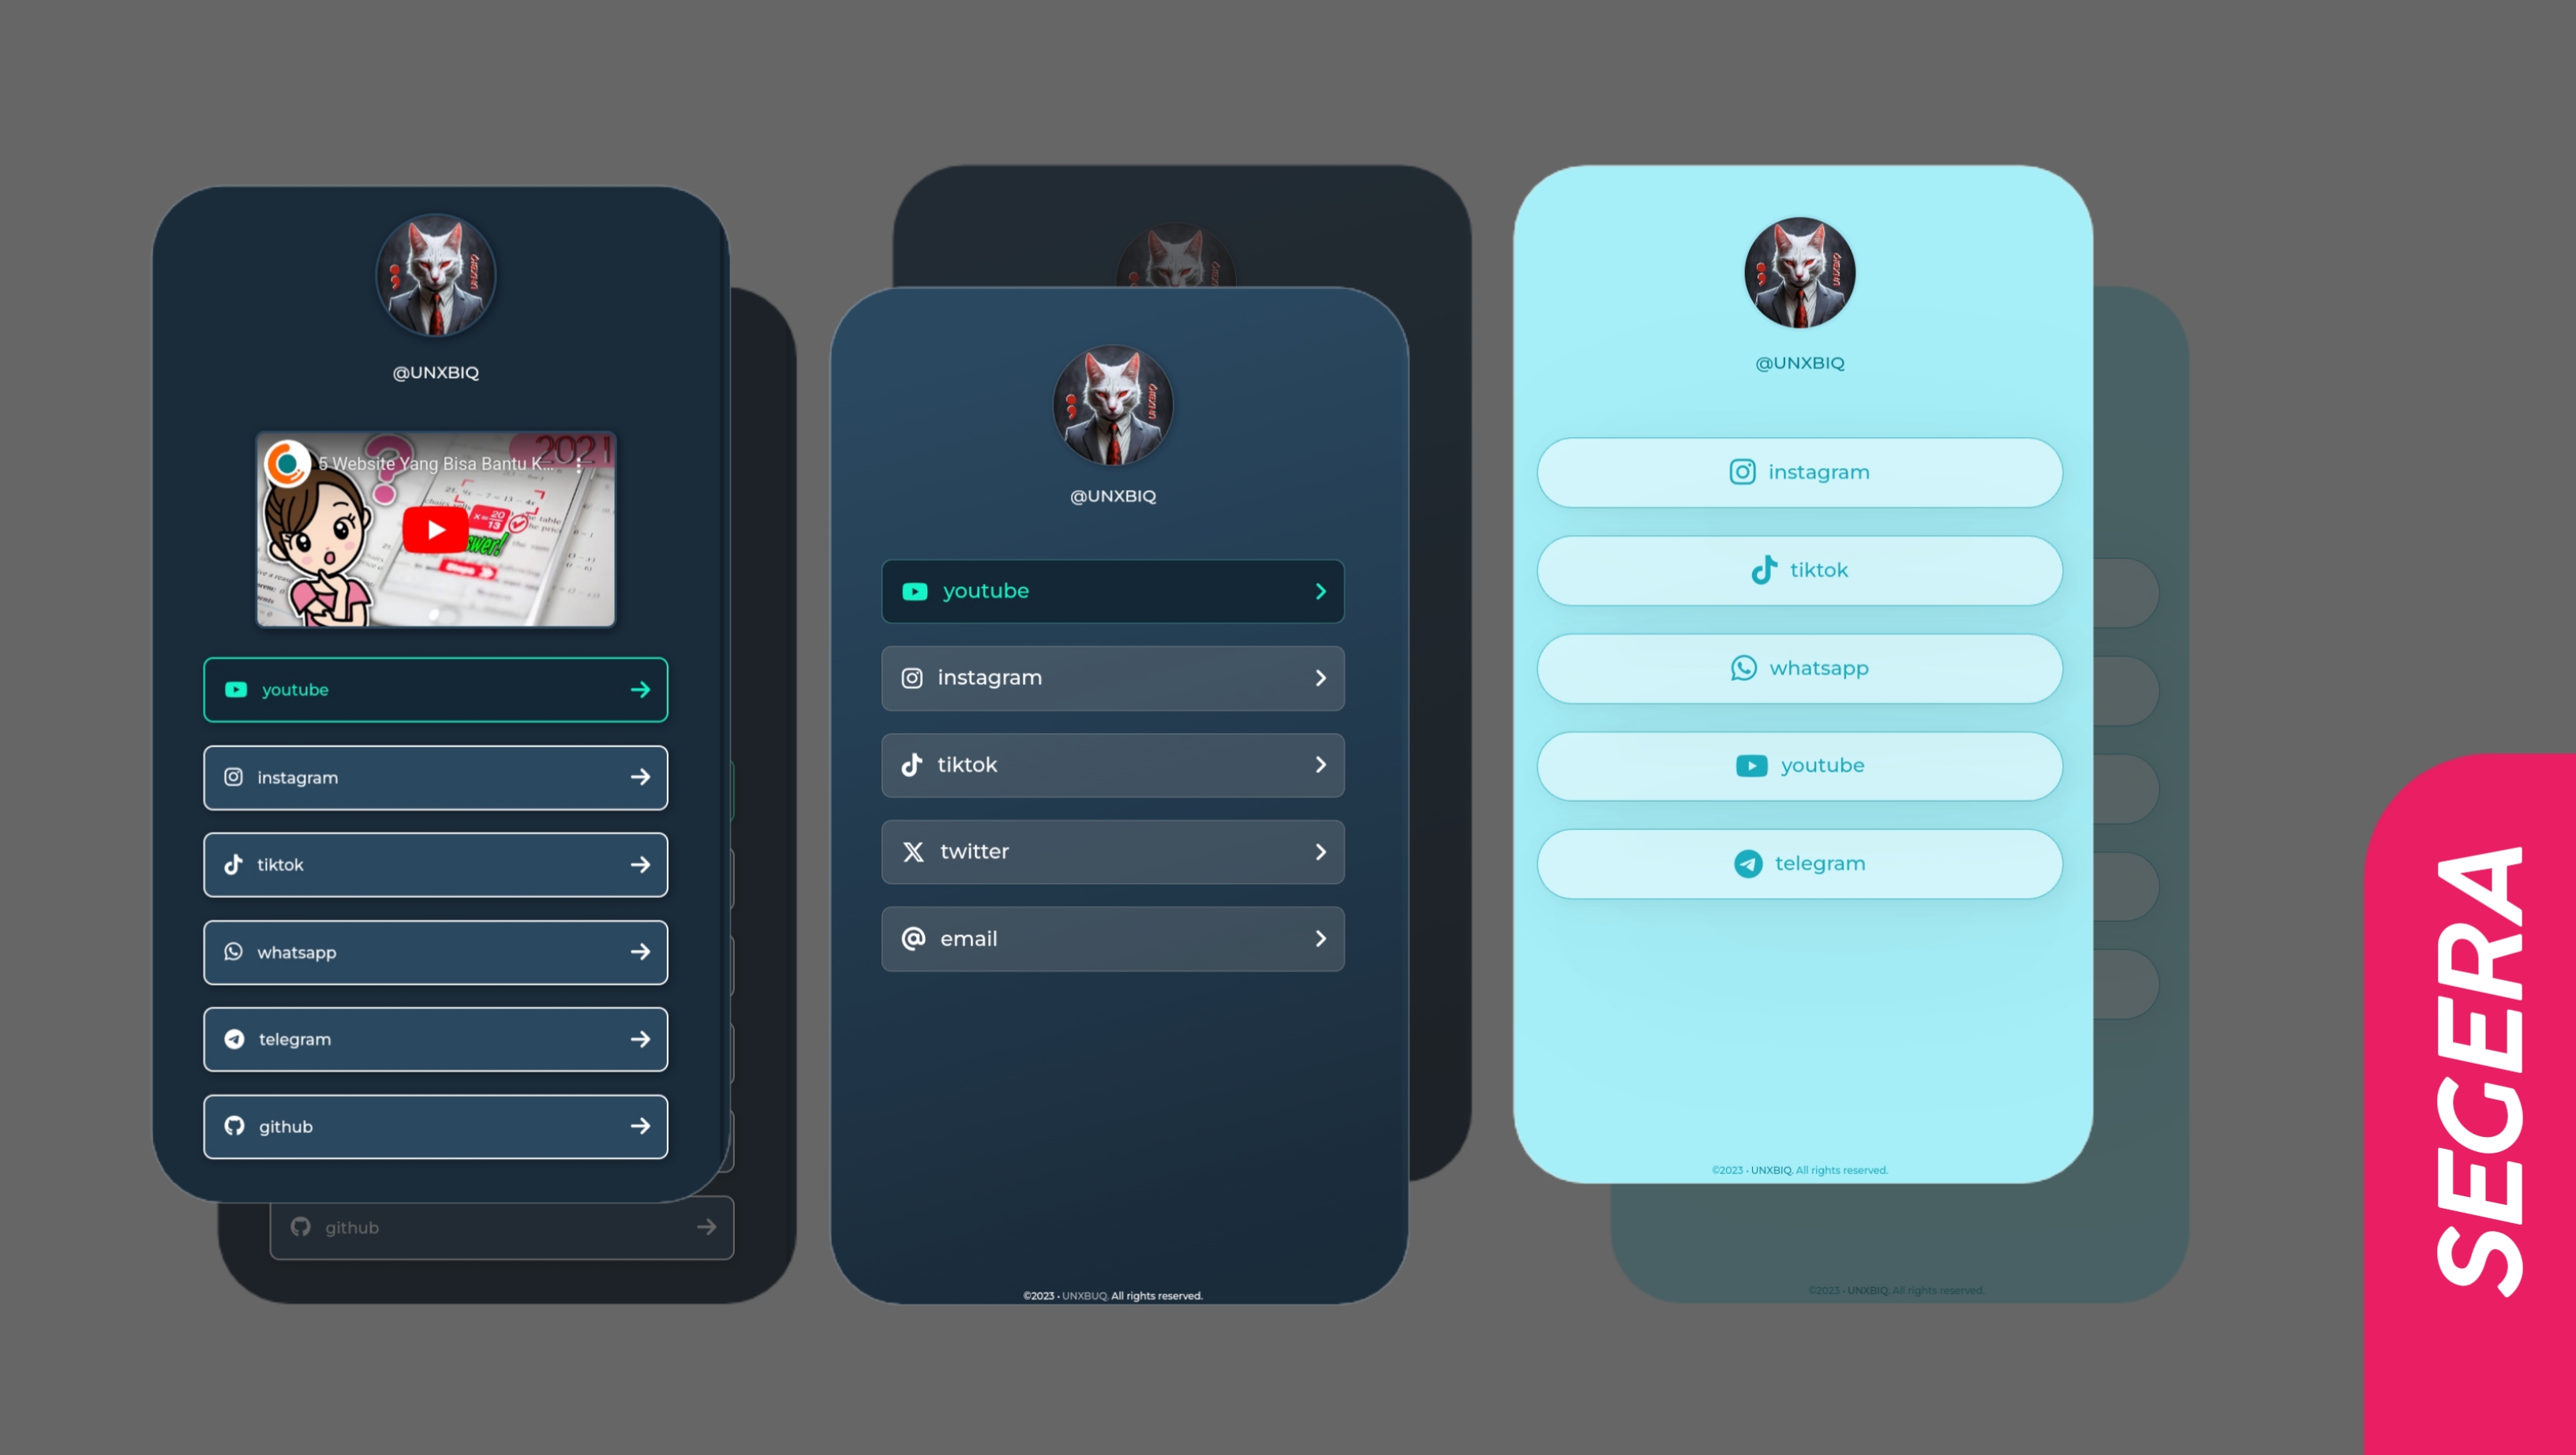 @UNXBIQ
2021
5 Website Yang Bisa Bantu K...
youtube
instagram
tiktok
whatsapp
telegram
github
github
@UNXBIQ
youtube
instagram
tiktok
twitter
email
©2023 • UNXBUQ. All rights reserved.
@UNXBIQ
instagram
tiktok
whatsapp
youtube
telegram
©2023 • UNXBIQ. All rights reserved.
©2023 • UNXBIQ. All rights reserved.
SEGERA